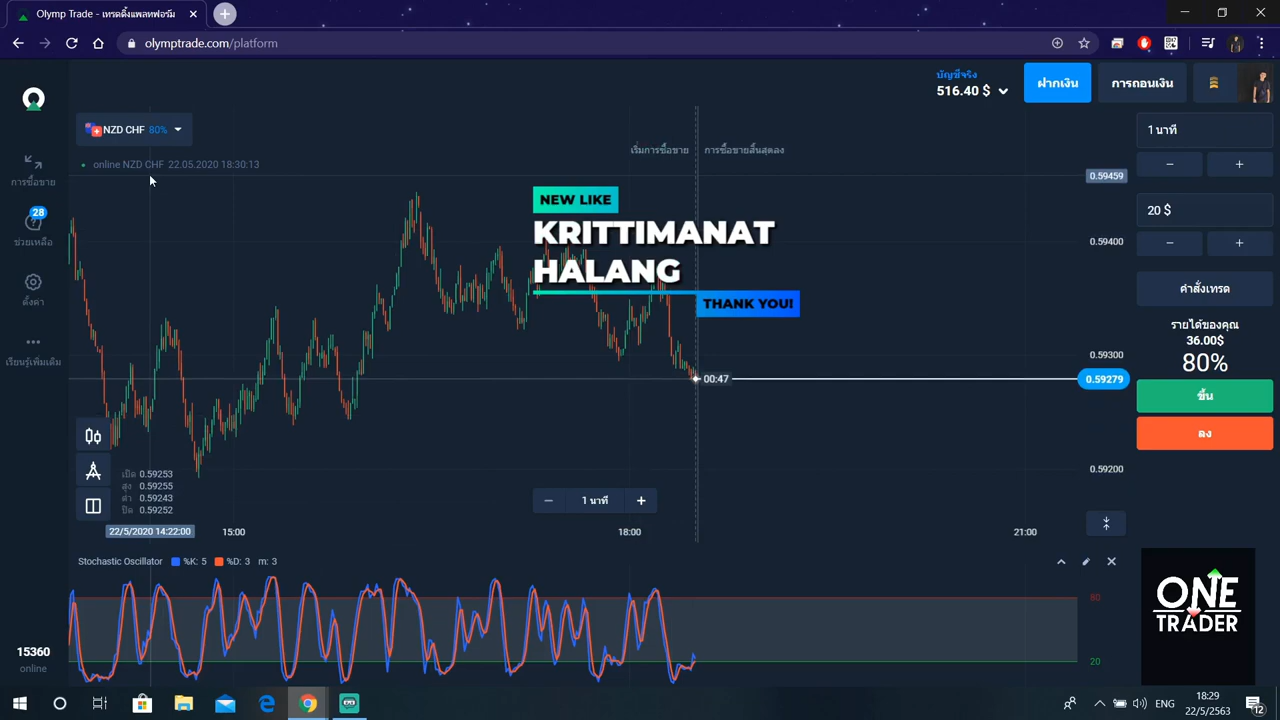 Olymp Trade - เทรดดิ้งแพลทฟอร์ม
olymptrade.com/platform
บัญชีจริง
516.40 $
ฝากเงิน
การถอนเงิน
NZD CHF 80%
online NZD CHF 22.05.2020 18:30:13
การซื้อขาย
28
ช่วยเหลือ
ตั้งค่า
เรียนรู้เพิ่มเติม
15360
online
เริ่มการซื้อขาย
การซื้อขายสิ้นสุดลง
NEW LIKE
KRITTIMANAT
HALANG
THANK YOU!
00:47
0.59459
0.59400
0.59300
0.59279
0.59200
1 นาที
20 $
คำสั่งเทรด
รายได้ของคุณ
36.00$
80%
ขึ้น
ลง
เปิด 0.59253
สูง 0.59255
ต่ำ 0.59243
ปิด 0.59252
1 นาที
22/5/2020 14:22:00
15:00
18:00
21:00
Stochastic Oscillator %K: 5 %D: 3 m: 3
80
20
ONE
TRADER
ENG
18:29
22/5/2563
12